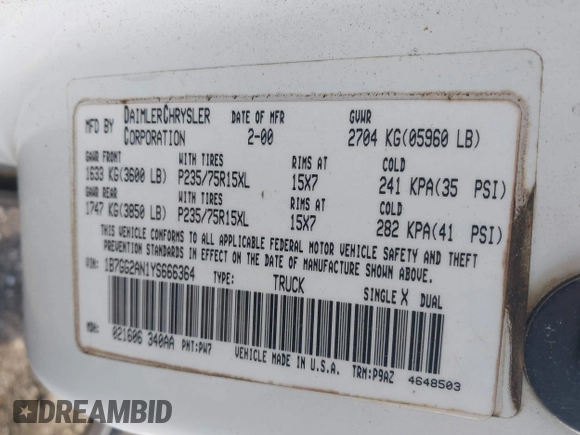 MFD BY DAIMLERCHRYSLER CORPORATION DATE OF MFR 2-00 GVWR 2704 KG(05960 LB)
GAWR FRONT WITH TIRES RIMS AT COLD
1633 KG(3600 LB) P235/75R15XL 15X7 241 KPA(35 PSI)
GAWR REAR WITH TIRES RIMS AT COLD
1747 KG(3850 LB) P235/75R15XL 15X7 282 KPA(41 PSI)
THIS VEHICLE CONFORMS TO ALL APPLICABLE FEDERAL MOTOR VEHICLE SAFETY AND THEFT
PREVENTION STANDARDS IN EFFECT ON THE DATE OF MANUFACTURE SHOWN ABOVE.
VIN: 1B7GG2AN1YS666364 TYPE: TRUCK SINGLE X DUAL
MDH: 021606 340AA PNT:PW7 VEHICLE MADE IN U.S.A. TRM:P9AZ 4648503
DREAMBID